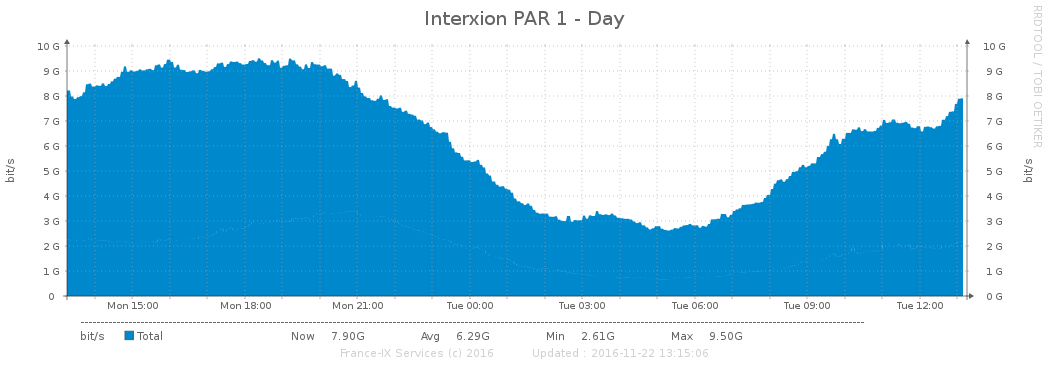 Interxion PAR 1 - Day
RRDTOOL / TOBI OETIKER
bit/s
10 G 10 G
9 G 9 G
8 G 8 G
7 G 7 G
6 G 6 G
5 G 5 G
4 G 4 G
3 G 3 G
2 G 2 G
1 G 1 G
0 0 G
bit/s
Mon 15:00 Mon 18:00 Mon 21:00 Tue 00:00 Tue 03:00 Tue 06:00 Tue 09:00 Tue 12:00
bit/s Total Now 7.90G Avg 6.29G Min 2.61G Max 9.50G
France-IX Services (c) 2016 Updated : 2016-11-22 13:15:06